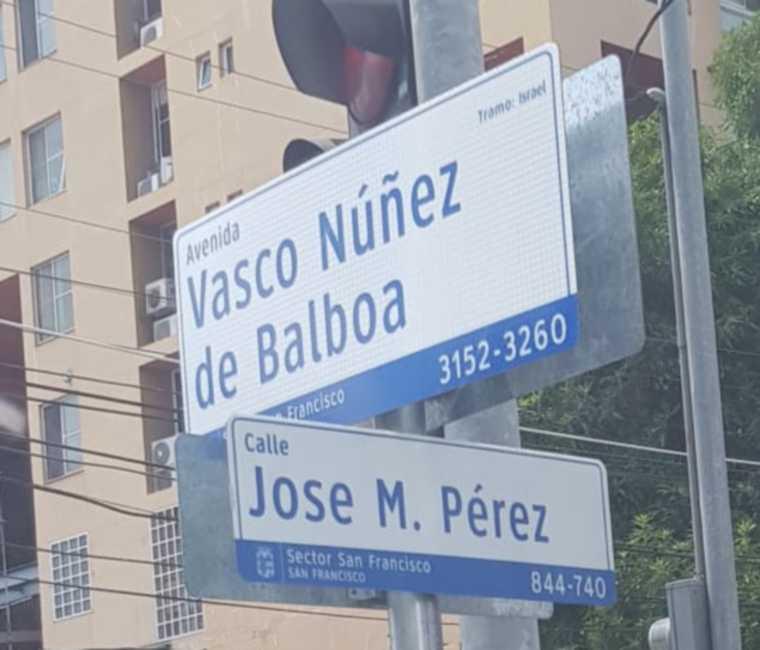 Tramo: Israel
Avenida
Vasco Núñez
de Balboa
3152-3260
Francisco
Calle
Jose M. Pérez
Sector San Francisco
SAN FRANCISCO
844-740